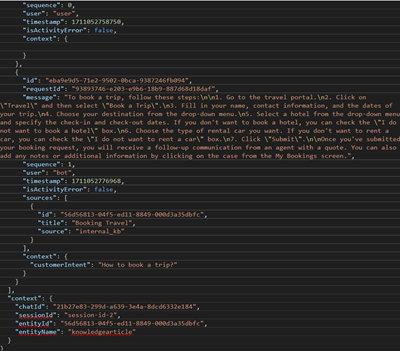 "sequence": 0,
"user": "user",
"timestamp": 1711052758750,
"isActivityError": false,
"context": {
}
},
{
"id": "eba9e9d5-71e2-9502-0bca-9387246fb094",
"requestId": "93893746-e203-e9b6-18b9-887d68d18daf",
"message": "To book a trip, follow these steps:\n\n1. Go to the travel portal.\n2. Click on
\"Travel\" and then select \"Book a Trip\".\n3. Fill in your name, contact information, and the dates of
your trip.\n4. Choose your destination from the drop-down menu.\n5. Select a hotel from the drop-down menu
and specify the check-in and check-out dates. If you don't want to book a hotel, you can check the \"I do
not want to book a hotel\" box.\n6. Choose the type of rental car you want. If you don't want to rent a
car, you can check the \"I do not want to rent a car\" box.\n7. Click \"Submit\".\n\nOnce you've submitted
your booking request, you will receive a follow-up communication from an agent with a quote. You can also
add any notes or additional information by clicking on the case from the My Bookings screen.",
"sequence": 1,
"user": "bot",
"timestamp": 1711052776968,
"isActivityError": false,
"sources": [
{
"id": "56d56813-04f5-ed11-8849-000d3a35dbfc",
"title": "Booking Travel",
"source": "internal_kb"
}
],
"context": {
"customerIntent": "How to book a trip?"
}
}
],
"context": {
"chatId": "21b27e83-299d-a639-3e4a-8dcd6332e184",
"sessionId": "session-id-2",
"entityId": "56d56813-04f5-ed11-8849-000d3a35dbfc",
"entityName": "knowledgearticle"
}
}